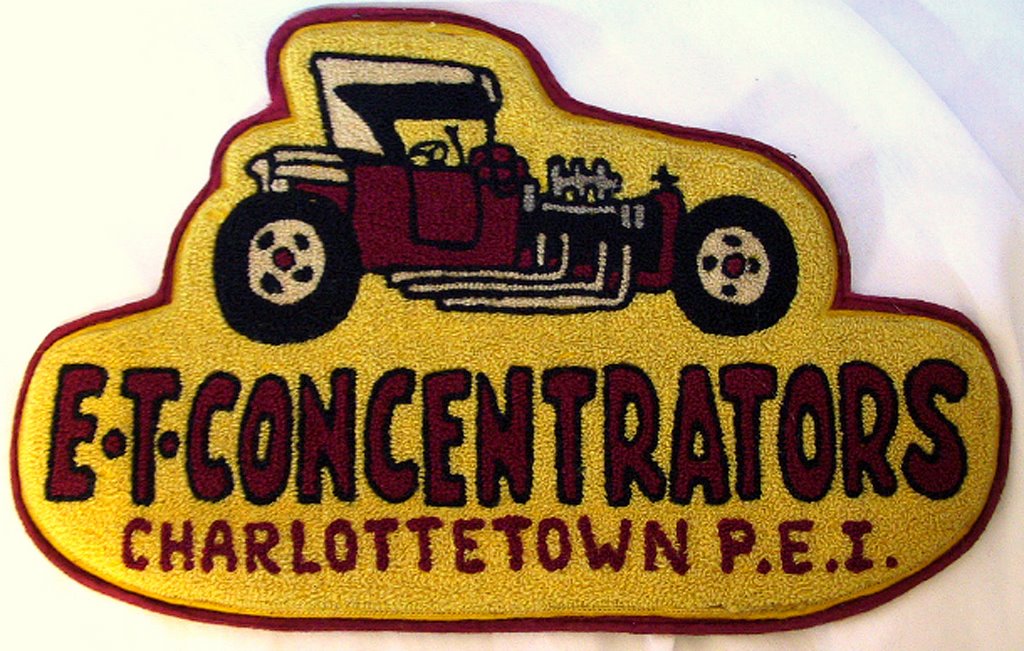 E.T. CONCENTRATORS
CHARLOTTETOWN P.E.I.